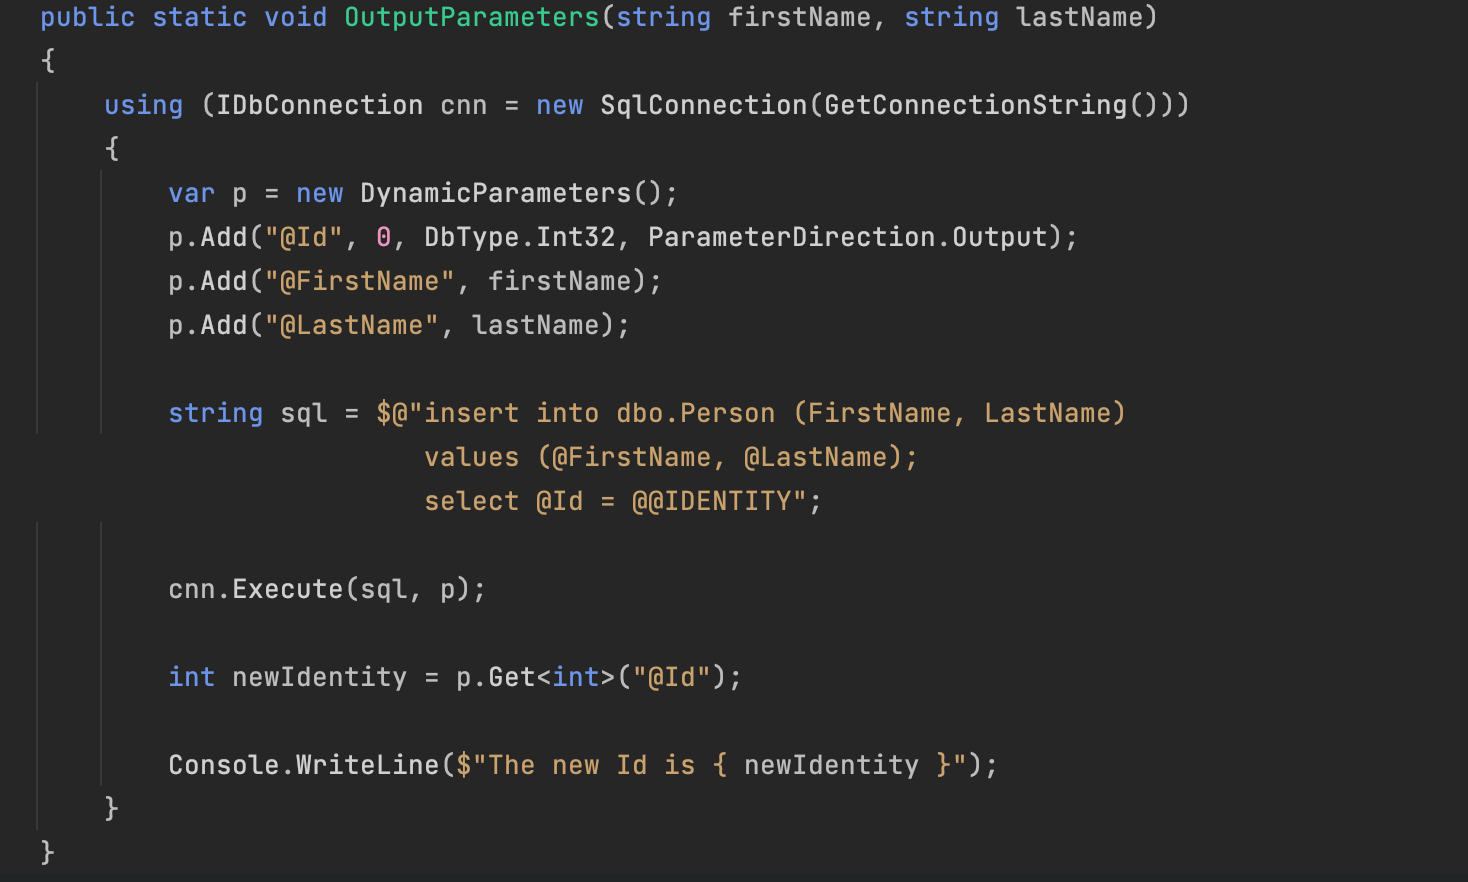 public static void OutputParameters(string firstName, string lastName)
{
using (IDbConnection cnn = new SqlConnection(GetConnectionString()))
{
var p = new DynamicParameters();
p.Add("@Id", 0, DbType.Int32, ParameterDirection.Output);
p.Add("@FirstName", firstName);
p.Add("@LastName", lastName);
string sql = $@"insert into dbo.Person (FirstName, LastName)
values (@FirstName, @LastName);
select @Id = @@IDENTITY";
cnn.Execute(sql, p);
int newIdentity = p.Get<int>("@Id");
Console.WriteLine($"The new Id is { newIdentity }");
}
}